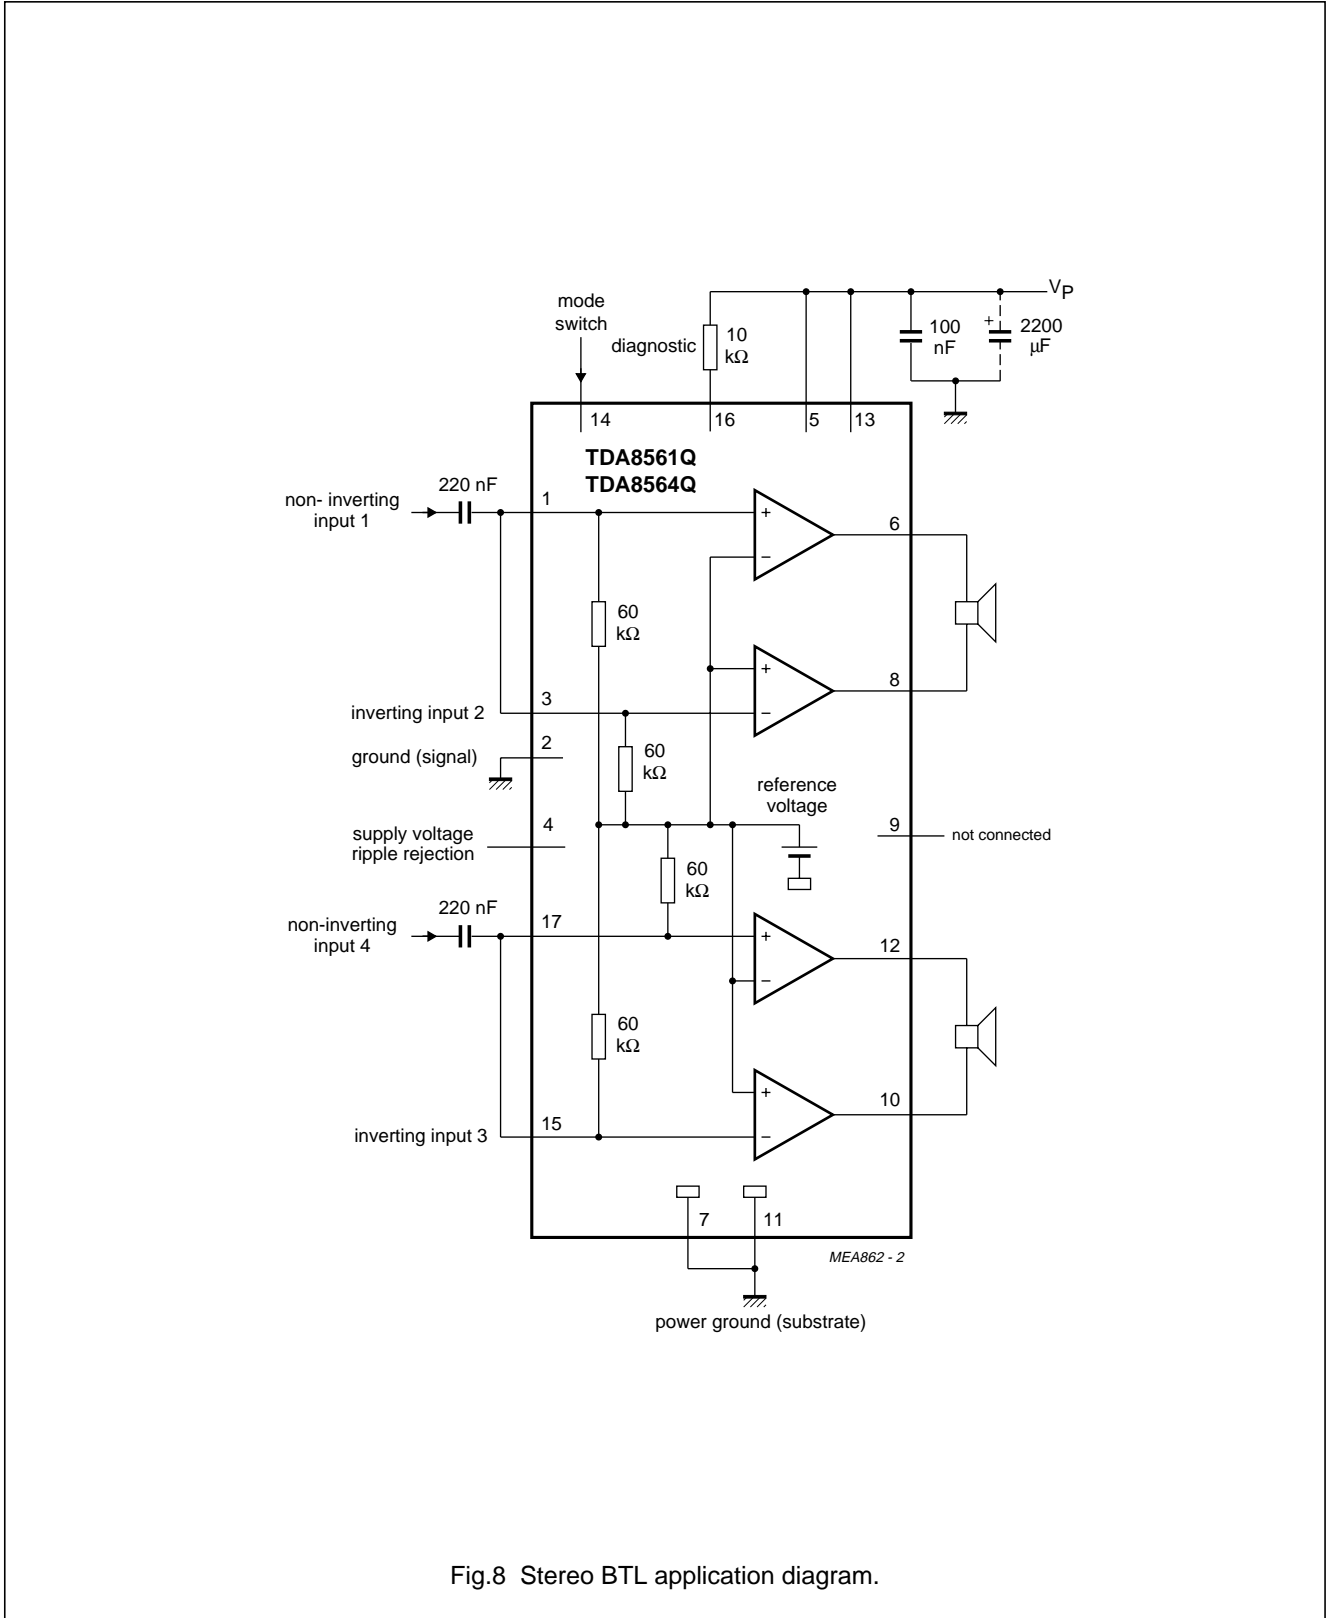 VP
mode
switch
diagnostic
10
kΩ
100
nF
+
2200
µF
14
16
5
13
TDA8561Q
TDA8564Q
220 nF
non- inverting
input 1
1
+
−
6
60
kΩ
+
−
8
inverting input 2
3
ground (signal)
2
60
kΩ
reference
voltage
supply voltage
ripple rejection
4
9
not connected
60
kΩ
220 nF
non-inverting
input 4
17
+
−
12
60
kΩ
+
−
10
inverting input 3
15
7
11
MEA862 - 2
power ground (substrate)
Fig.8 Stereo BTL application diagram.